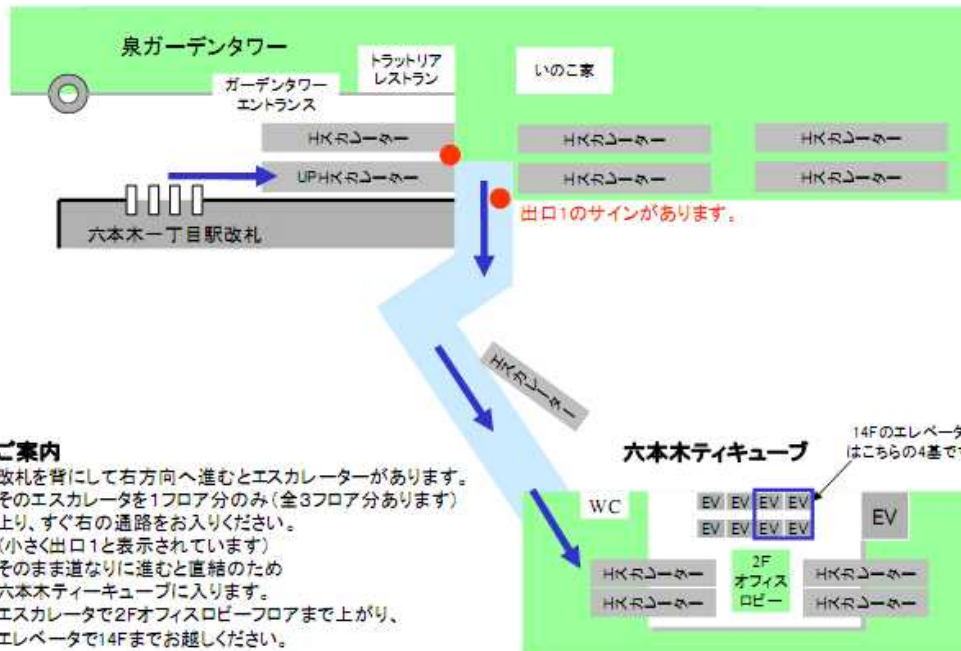 泉ガーデンタワー
トラットリア
レストラン
いのこ家
ガーデンタワー
エントランス
エスカレーター
エスカレーター
エスカレーター
UPエスカレーター
エスカレーター
エスカレーター
出口1のサインがあります。
六本木一丁目駅改札
エスカレーター
ご案内
改札を背にして右方向へ進むとエスカレーターがあります。
そのエスカレータを1フロア分のみ(全3フロア分あります)
上り、すぐ右の通路をお入りください。
(小さく出口1と表示されています)
そのまま道なりに進むと直結のため
六本木ティーキューブに入ります。
エスカレータで2Fオフィスロビーフロアまで上がり、
エレベータで14Fまでお越しください。
六本木ティキューブ
14Fのエレベータ
はこちらの4基です
WC
EV EV EV EV
EV EV EV EV
EV
エスカレーター
エスカレーター
2F
オフィス
ロビー
エスカレーター
エスカレーター